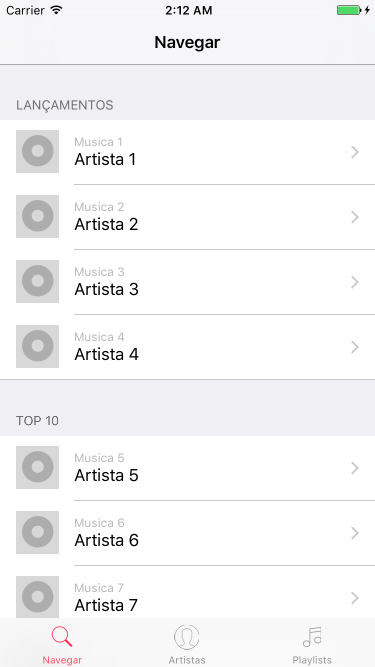 Carrier 2:12 AM
Navegar
LANÇAMENTOS
Musica 1
Artista 1
Musica 2
Artista 2
Musica 3
Artista 3
Musica 4
Artista 4
TOP 10
Musica 5
Artista 5
Musica 6
Artista 6
Musica 7
Artista 7
Navegar Artistas Playlists